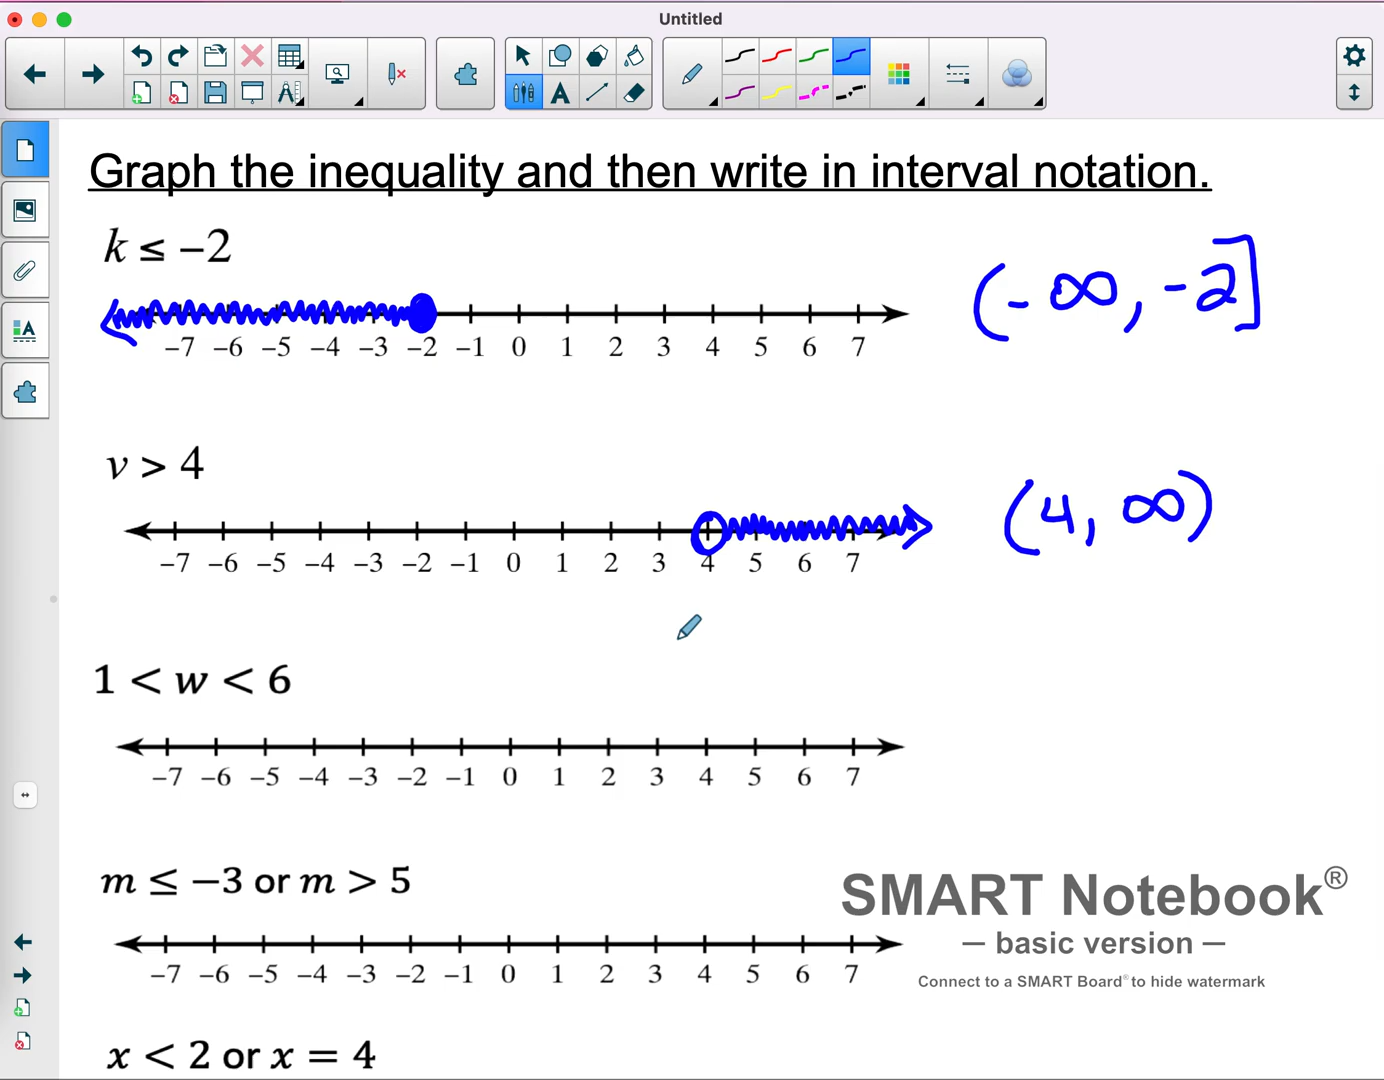 Untitled
Graph the inequality and then write in interval notation.
k ≤ −2
(-∞, -2]
−7 −6 −5 −4 −3 −2 −1 0 1 2 3 4 5 6 7
v > 4
(4, ∞)
−7 −6 −5 −4 −3 −2 −1 0 1 2 3 4 5 6 7
1 < w < 6
−7 −6 −5 −4 −3 −2 −1 0 1 2 3 4 5 6 7
m ≤ −3 or m > 5
SMART Notebook®
— basic version —
−7 −6 −5 −4 −3 −2 −1 0 1 2 3 4 5 6 7
Connect to a SMART Board® to hide watermark
x < 2 or x = 4